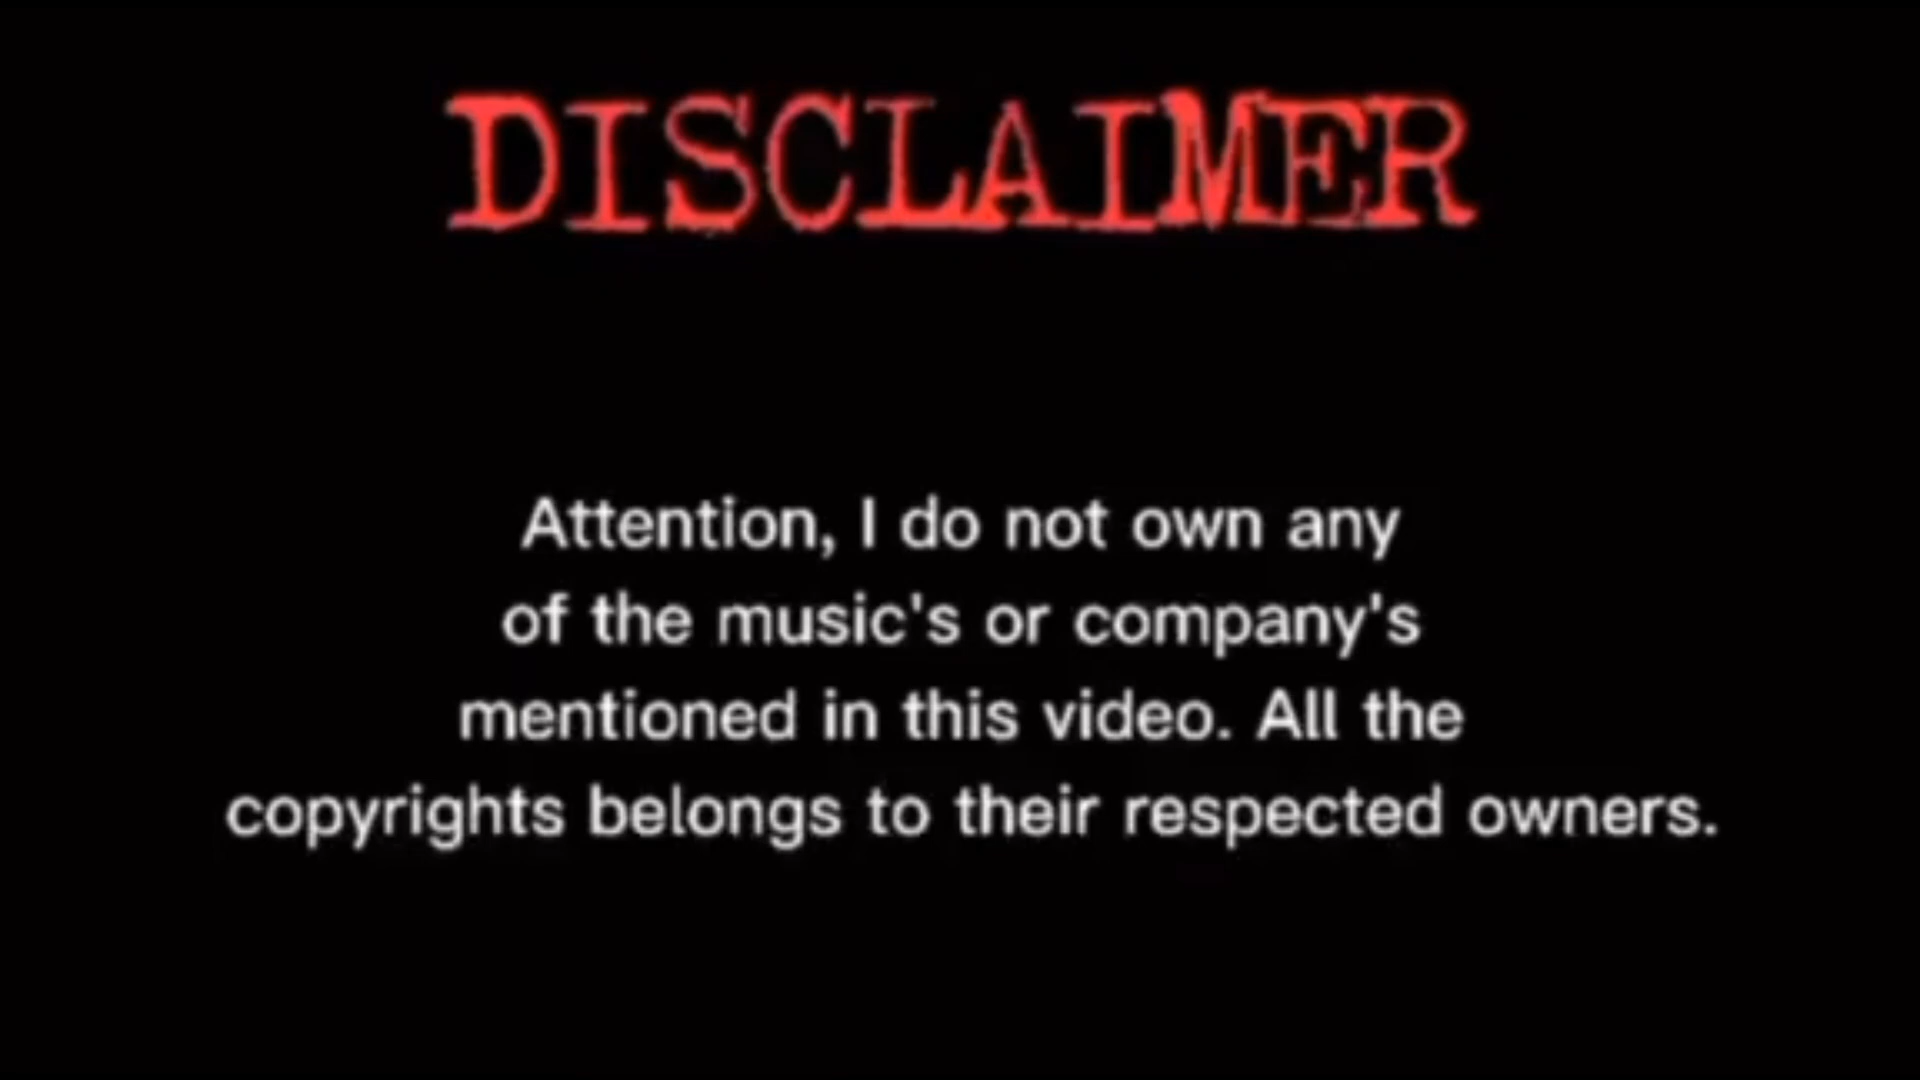 DISCLAIMER
Attention, I do not own any
of the music's or company's
mentioned in this video. All the
copyrights belongs to their respected owners.